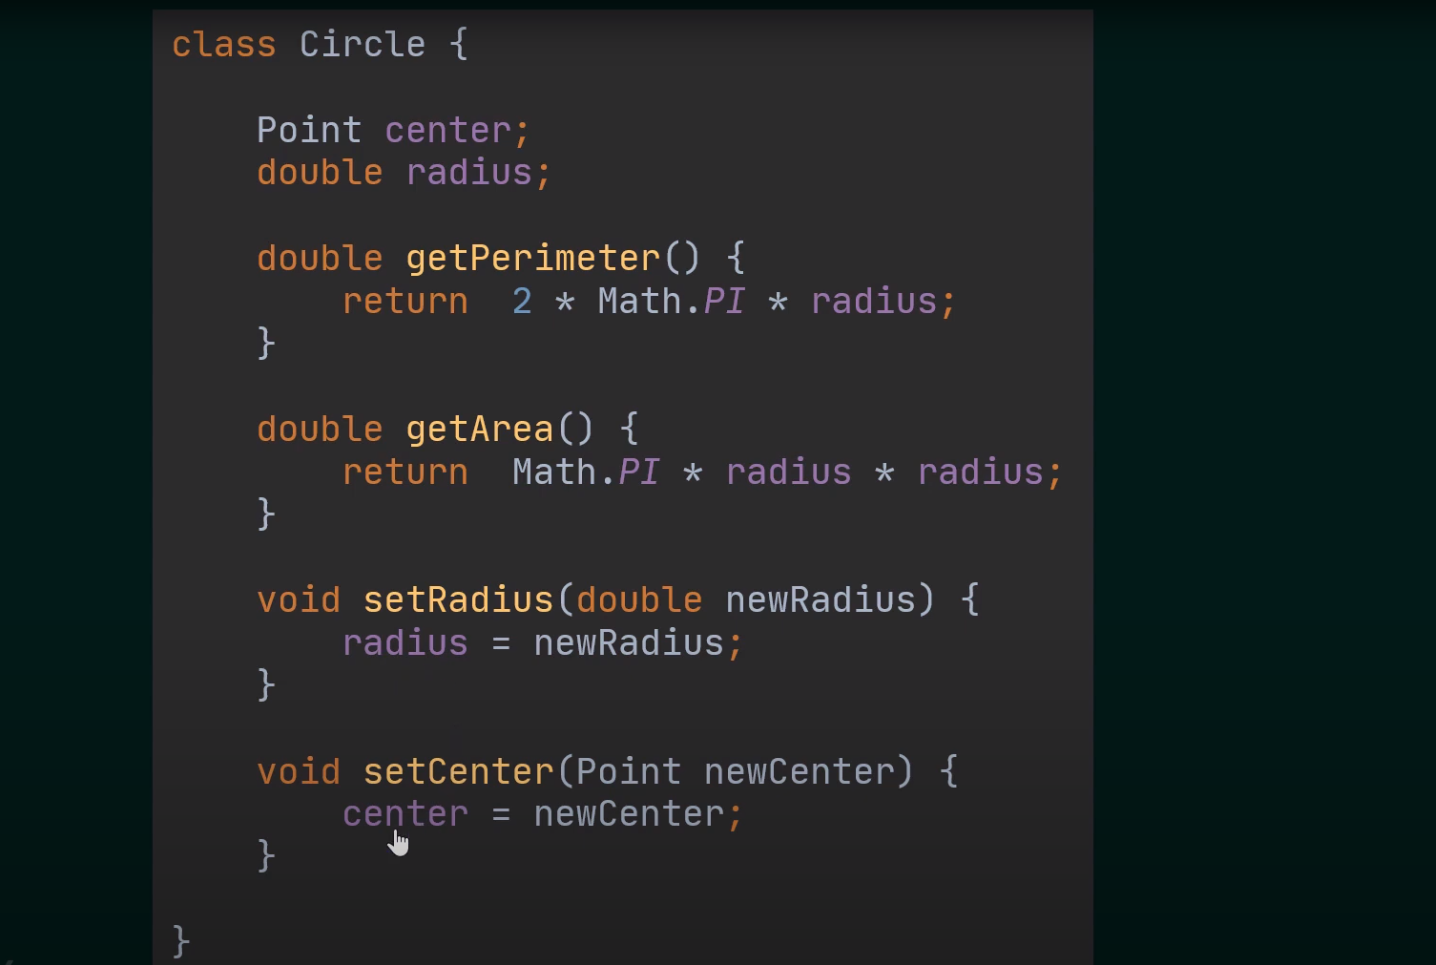 class Circle {
Point center;
double radius;
double getPerimeter() {
return  2 * Math.PI * radius;
}
double getArea() {
return  Math.PI * radius * radius;
}
void setRadius(double newRadius) {
radius = newRadius;
}
void setCenter(Point newCenter) {
center = newCenter;
}
}